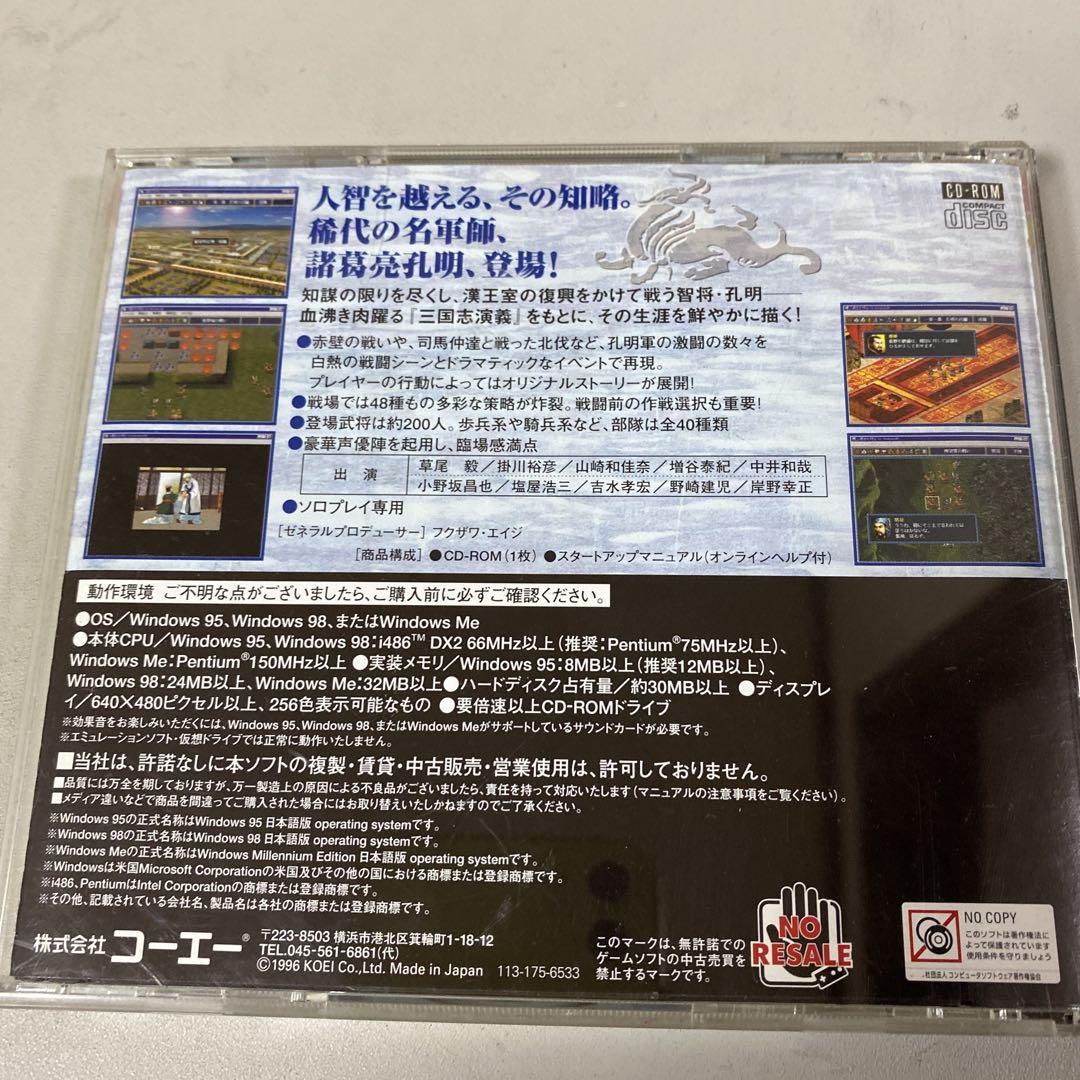 人智を越える、その知略。
稀代の名軍師、
諸葛亮孔明、登場!
CD-ROM
COMPACT
disc
知謀の限りを尽くし、漢王室の復興をかけて戦う智将・孔明
血沸き肉躍る『三国志演義』をもとに、その生涯を鮮やかに描く!
●赤壁の戦いや、司馬仲達と戦った北伐など、孔明軍の激闘の数々を
白熱の戦闘シーンとドラマティックなイベントで再現。
プレイヤーの行動によってはオリジナルストーリーが展開!
●戦場では48種もの多彩な策略が炸裂。戦闘前の作戦選択も重要!
●登場武将は約200人。歩兵系や騎兵系など、部隊は全40種類
●豪華声優陣を起用し、臨場感満点
出 演
草尾 毅/掛川裕彦/山崎和佳奈/増谷泰紀/中井和哉
小野坂昌也/塩屋浩三/吉水孝宏/野崎建児/岸野幸正
●ソロプレイ専用
[ゼネラルプロデューサー] フクザワ・エイジ
[商品構成] ●CD-ROM(1枚) ●スタートアップマニュアル(オンラインヘルプ付)
動作環境 ご不明な点がございましたら、ご購入前に必ずご確認ください。
●OS/Windows 95、Windows 98、またはWindows Me
●本体CPU/Windows 95、Windows 98:i486™ DX2 66MHz以上(推奨:Pentium®75MHz以上)、
Windows Me:Pentium®150MHz以上 ●実装メモリ/Windows 95:8MB以上(推奨12MB以上)、
Windows 98:24MB以上、Windows Me:32MB以上●ハードディスク占有量/約30MB以上 ●ディスプレ
イ/640×480ピクセル以上、256色表示可能なもの ●要倍速以上CD-ROMドライブ
※効果音をお楽しみいただくには、Windows 95、Windows 98、またはWindows Meがサポートしているサウンドカードが必要です。
※エミュレーションソフト・仮想ドライブでは正常に動作いたしません。
■当社は、許諾なしに本ソフトの複製・賃貸・中古販売・営業使用は、許可しておりません。
■品質には万全を期しておりますが、万一製造上の原因による不良品がございましたら、責任を持って対応いたします(マニュアルの注意事項をご覧ください)。
■メディア違いなどで商品を間違ってご購入された場合にはお取り替えいたしかねますのでご了承ください。
※Windows 95の正式名称はWindows 95 日本語版 operating systemです。
※Windows 98の正式名称はWindows 98 日本語版 operating systemです。
※Windows Meの正式名称はWindows Millennium Edition 日本語版 operating systemです。
※Windowsは米国Microsoft Corporationの米国及びその他の国における商標または登録商標です。
※i486、PentiumはIntel Corporationの商標または登録商標です。
※その他、記載されている会社名、製品名は各社の商標または登録商標です。
株式会社 コーエー®
〒223-8503 横浜市港北区箕輪町1-18-12
TEL.045-561-6861(代)
©1996 KOEI Co.,Ltd. Made in Japan 113-175-6533
このマークは、無許諾での
ゲームソフトの中古売買を
禁止するマークです。
NO
RESALE
NO COPY
このソフトは著作権法に
よって保護されています
使用条件を守りましょう
社団法人 コンピュータソフトウェア著作権協会